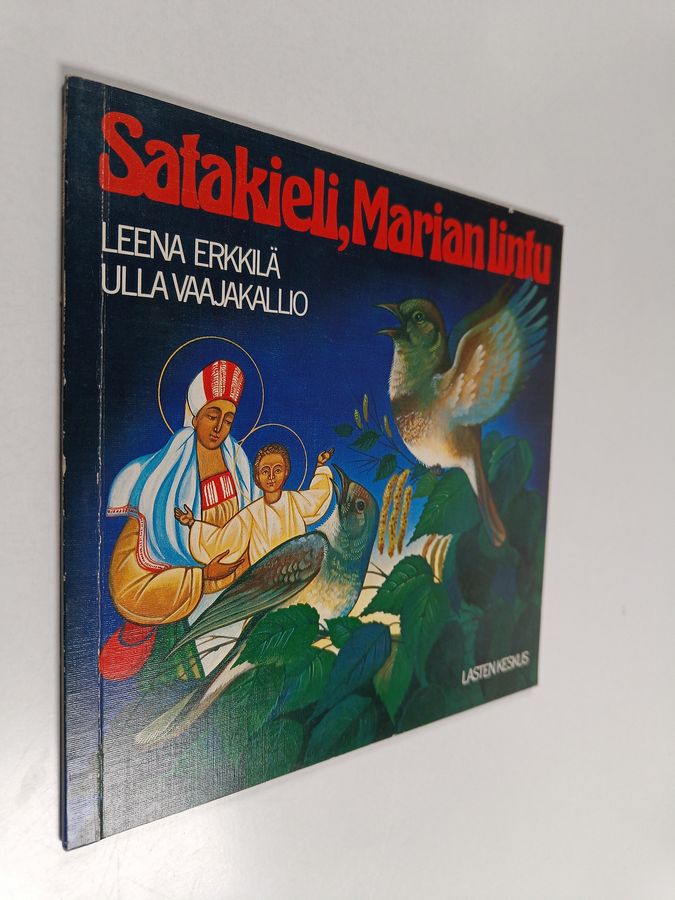 Satakieli, Marian lintu
LEENA ERKKILÄ
ULLA VAAJAKALLIO
LASTEN KESKUS